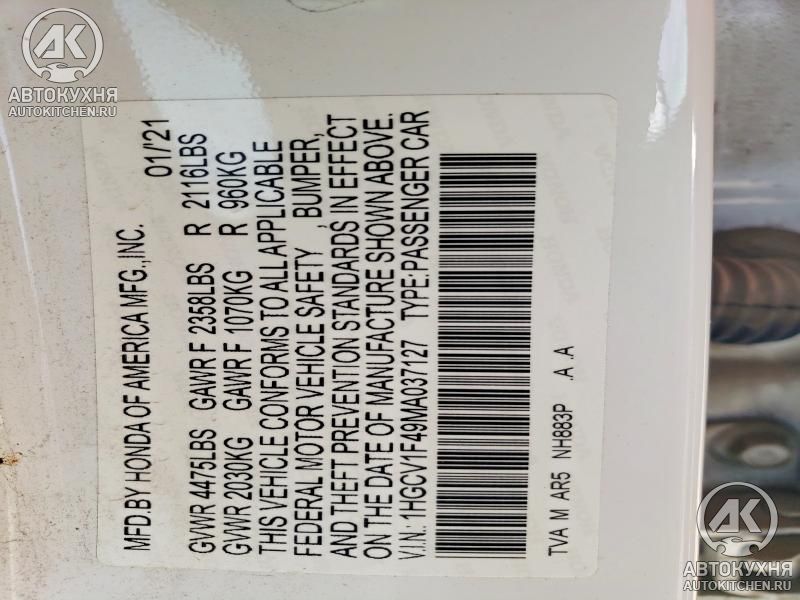 AK
АВТОКУХНЯ
AUTOKITCHEN.RU
MFD.BY HONDA OF AMERICA MFG.,INC. 01/'21
GVWR 4475LBS GAWR F 2358LBS R 2116LBS
GVWR 2030KG GAWR F 1070KG R 960KG
THIS VEHICLE CONFORMS TO ALL APPLICABLE
FEDERAL MOTOR VEHICLE SAFETY , BUMPER,
AND THEFT PREVENTION STANDARDS IN EFFECT
ON THE DATE OF MANUFACTURE SHOWN ABOVE.
V.I.N.: 1HGCV1F49MA037127 TYPE:PASSENGER CAR
TVA M AR5 NH883P .A .A
AK
АВТОКУХНЯ
AUTOKITCHEN.RU